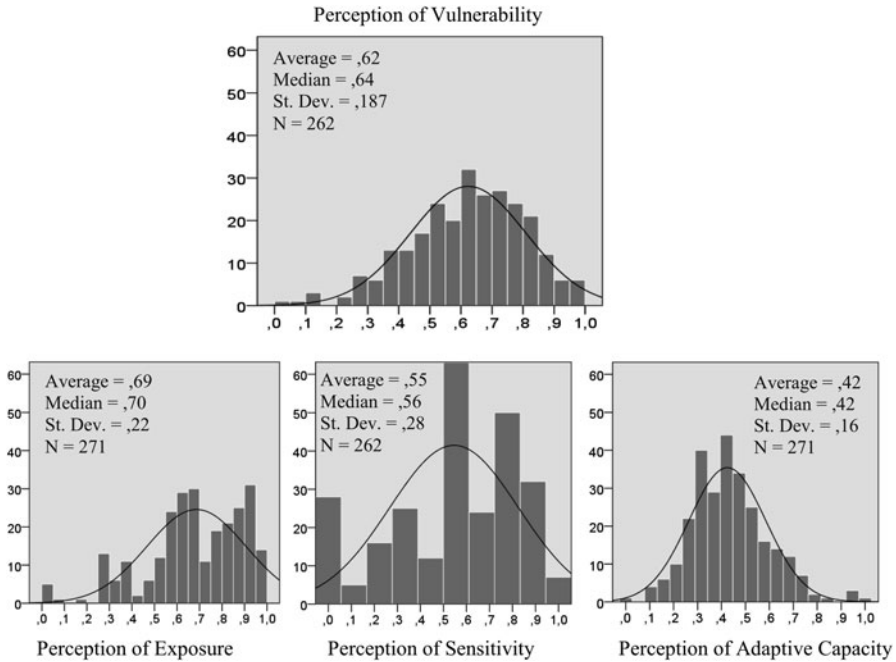 Perception of Vulnerability
Average = ,62
Median = ,64
St. Dev. = ,187
N = 262
60
50
40
30
20
10
0
,0 ,1 ,2 ,3 ,4 ,5 ,6 ,7 ,8 ,9 1,0
Average = ,69
Median = ,70
St. Dev. = ,22
N = 271
60
50
40
30
20
10
0
,0 ,1 ,2 ,3 ,4 ,5 ,6 ,7 ,8 ,9 1,0
Perception of Exposure
Average = ,55
Median = ,56
St. Dev. = ,28
N = 262
60
50
40
30
20
10
0
,0 ,1 ,2 ,3 ,4 ,5 ,6 ,7 ,8 ,9 1,0
Perception of Sensitivity
Average = ,42
Median = ,42
St. Dev. = ,16
N = 271
60
50
40
30
20
10
0
,0 ,1 ,2 ,3 ,4 ,5 ,6 ,7 ,8 ,9 1,0
Perception of Adaptive Capacity